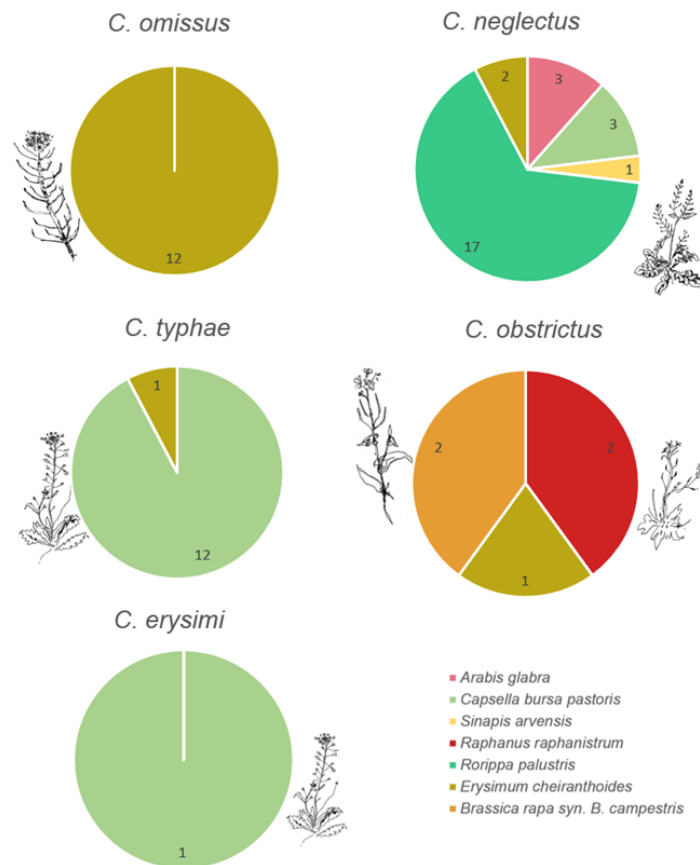 C. omissus
C. neglectus
2
3
3
1
17
12
C. typhae
C. obstrictus
1
12
2
2
1
C. erysimi
1
Arabis glabra
Capsella bursa pastoris
Sinapis arvensis
Raphanus raphanistrum
Rorippa palustris
Erysimum cheiranthoides
Brassica rapa syn. B. campestris